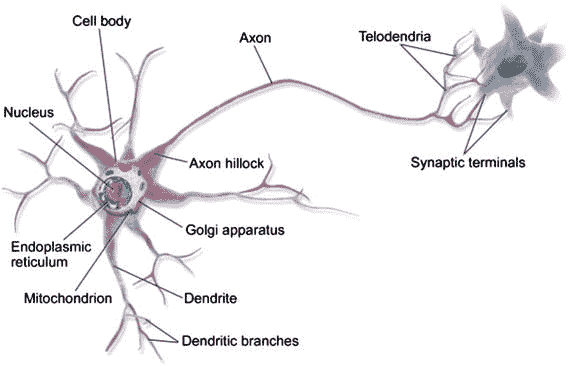 Cell body
Axon
Telodendria
Nucleus
Axon hillock
Synaptic terminals
Golgi apparatus
Endoplasmic
reticulum
Mitochondrion
Dendrite
Dendritic branches